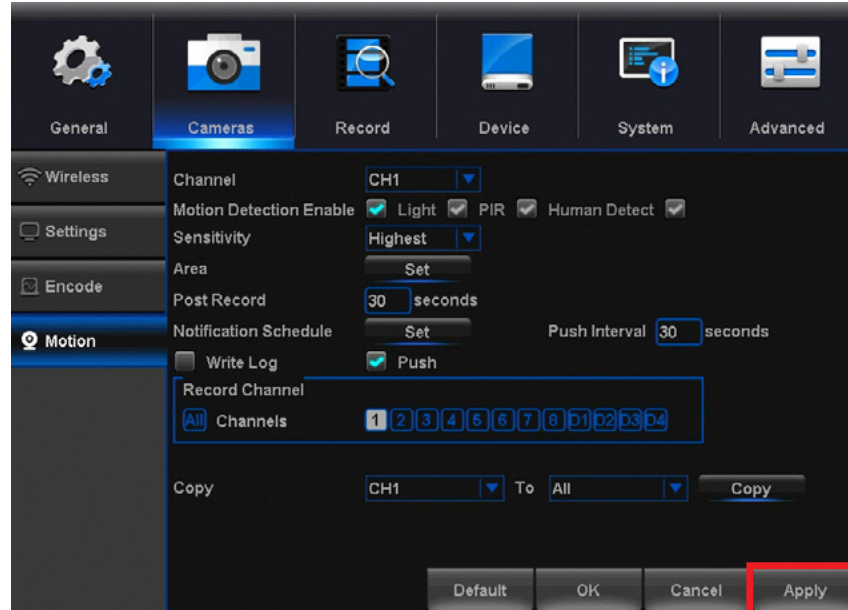 General Cameras Record Device System Advanced
Wireless
Settings
Encode
Motion
Channel CH1
Motion Detection Enable Light PIR Human Detect
Sensitivity Highest
Area Set
Post Record 30 seconds
Notification Schedule Set Push Interval 30 seconds
Write Log Push
Record Channel
All Channels 1 2 3 4 5 6 7 8 D1 D2 D3 D4
Copy CH1 To All Copy
Default OK Cancel Apply